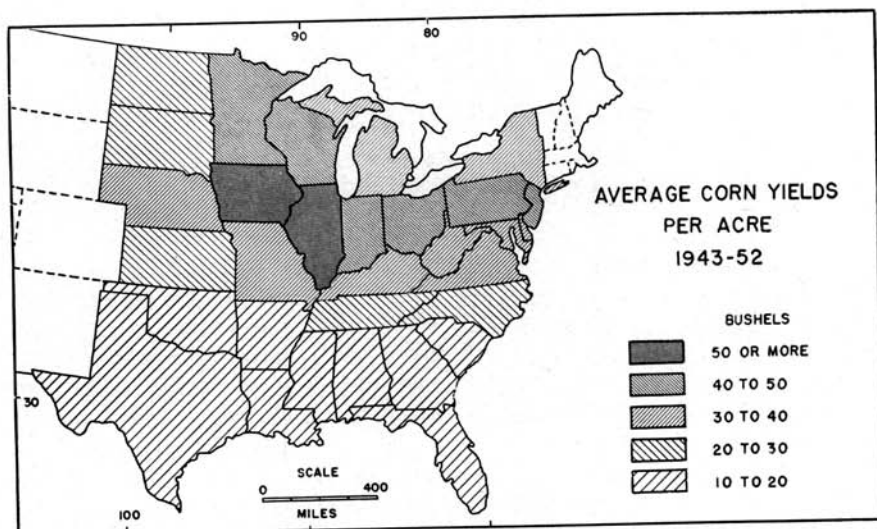 90
80
AVERAGE CORN YIELDS
PER ACRE
1943-52
BUSHELS
50 OR MORE
40 TO 50
30 TO 40
20 TO 30
10 TO 20
30
SCALE
0 400
MILES
100